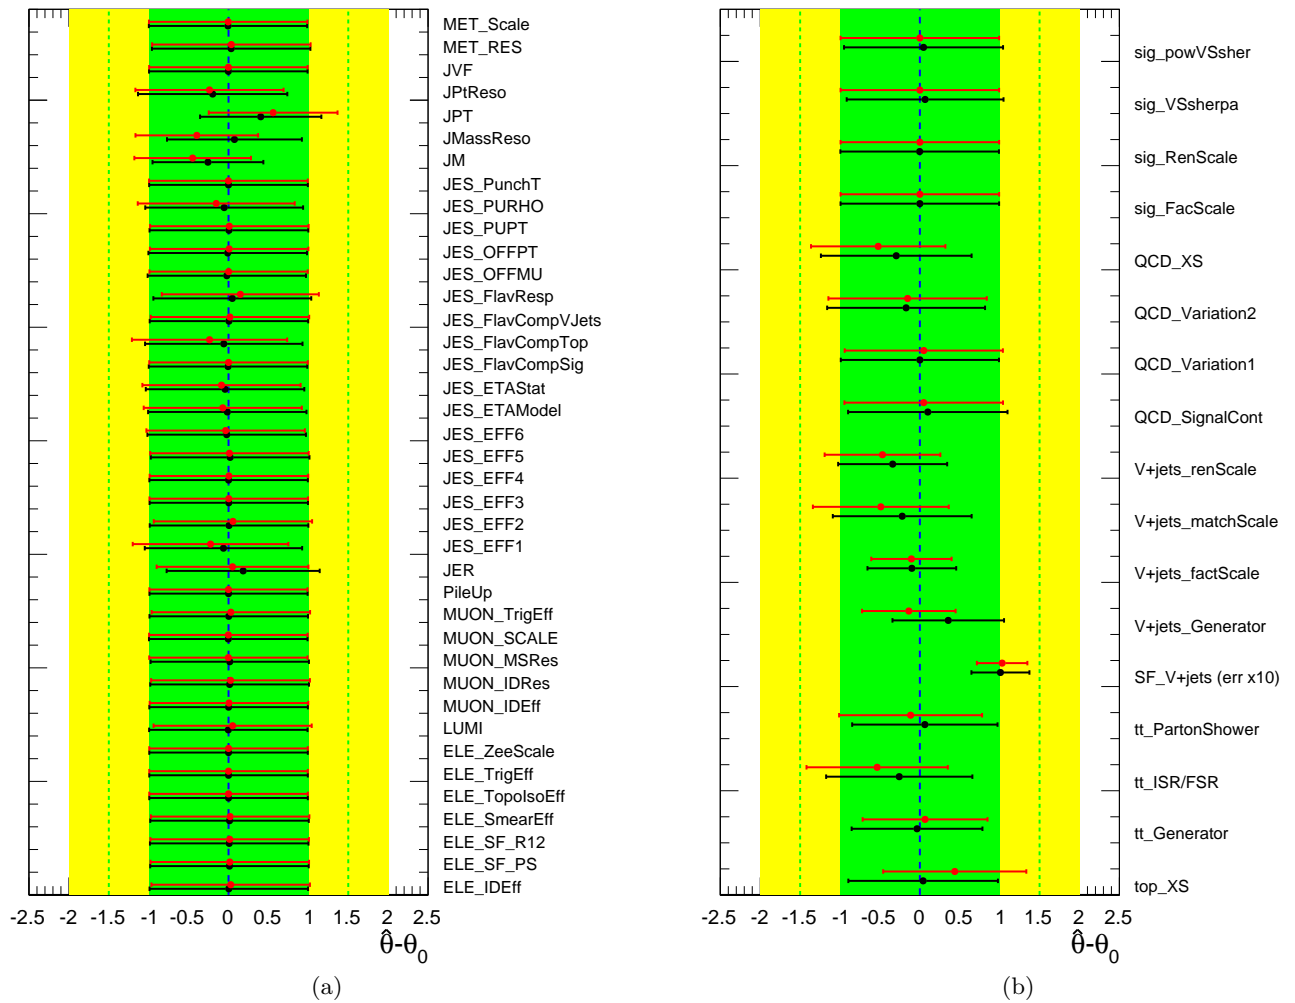 MET_Scale
MET_RES
JVF
JPtReso
JPT
JMassReso
JM
JES_PunchT
JES_PURHO
JES_PUPT
JES_OFFPT
JES_OFFMU
JES_FlavResp
JES_FlavCompVJets
JES_FlavCompTop
JES_FlavCompSig
JES_ETAStat
JES_ETAModel
JES_EFF6
JES_EFF5
JES_EFF4
JES_EFF3
JES_EFF2
JES_EFF1
JER
PileUp
MUON_TrigEff
MUON_SCALE
MUON_MSRes
MUON_IDRes
MUON_IDEff
LUMI
ELE_ZeeScale
ELE_TrigEff
ELE_TopoIsoEff
ELE_SmearEff
ELE_SF_R12
ELE_SF_PS
ELE_IDEff
-2.5 -2 -1.5 -1 -0.5 0 0.5 1 1.5 2 2.5
θ̂-θ₀
(a)
sig_powVSsher
sig_VSsherpa
sig_RenScale
sig_FacScale
QCD_XS
QCD_Variation2
QCD_Variation1
QCD_SignalCont
V+jets_renScale
V+jets_matchScale
V+jets_factScale
V+jets_Generator
SF_V+jets (err x10)
tt_PartonShower
tt_ISR/FSR
tt_Generator
top_XS
-2.5 -2 -1.5 -1 -0.5 0 0.5 1 1.5 2 2.5
θ̂-θ₀
(b)